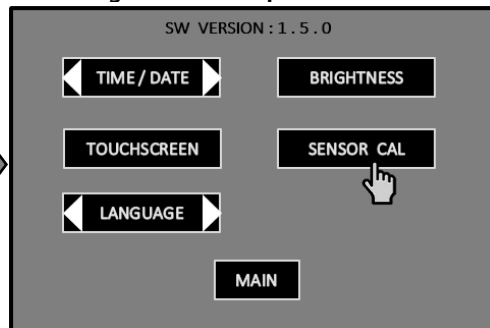 SW VERSION : 1 . 5 . 0
TIME / DATE
BRIGHTNESS
TOUCHSCREEN
SENSOR CAL
LANGUAGE
MAIN